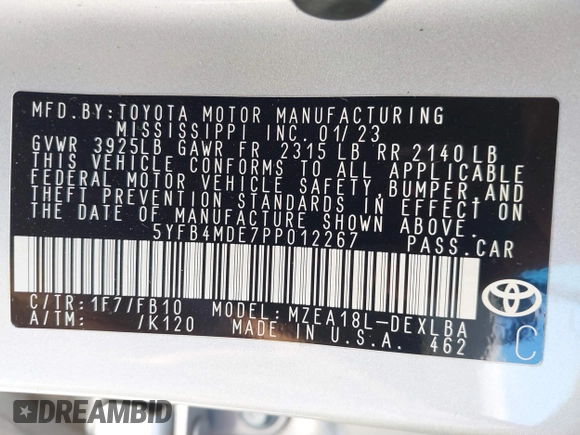 MFD.BY:TOYOTA MOTOR MANUFACTURING
MISSISSIPPI INC.01/23
GVWR 3925LB GAWR FR 2315LB RR 2140LB
THIS VEHICLE CONFORMS TO ALL APPLICABLE
FEDERAL MOTOR VEHICLE SAFETY, BUMPER, AND
THEFT PREVENTION STANDARDS IN EFFECT ON
THE DATE OF MANUFACTURE SHOWN ABOVE.
5YFB4MDE7PP012267 PASS.CAR
C/TR:1F7/FB10 MODEL:MZEA18L-DEXLBA
A/TM: /K120 MADE IN U.S.A. 462
C
DREAMBID